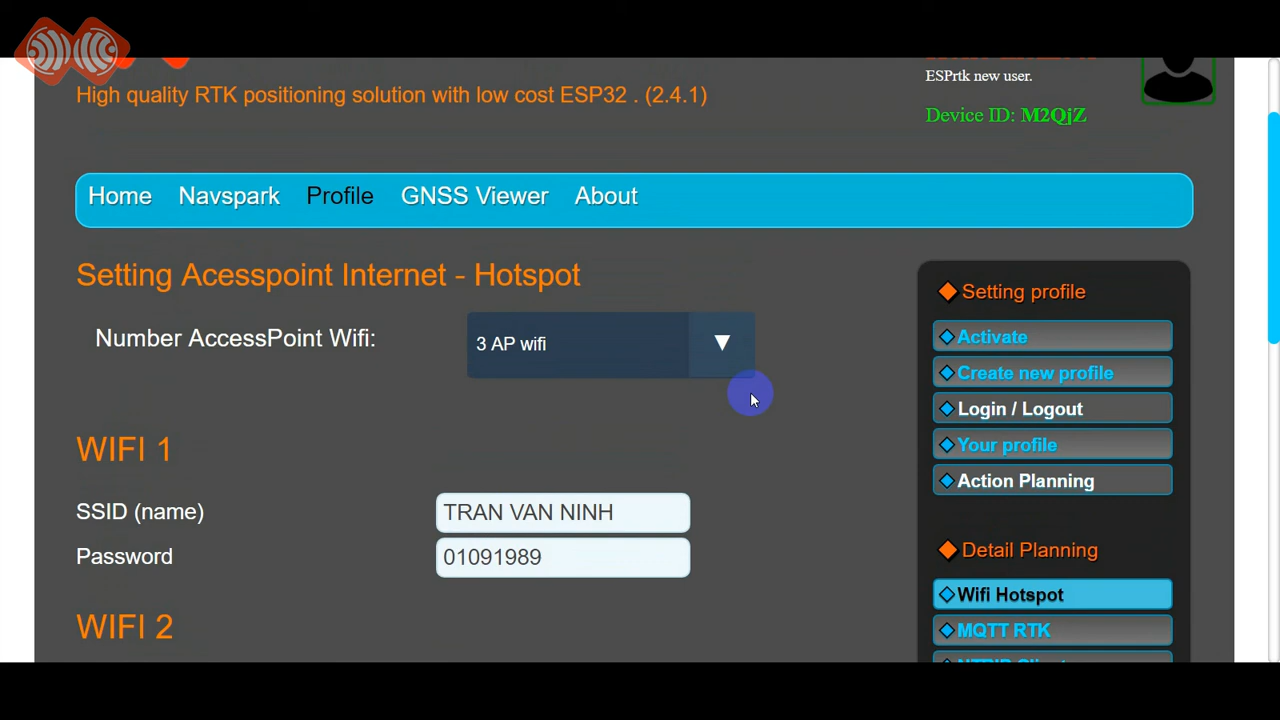 ESPrtk new user.
High quality RTK positioning solution with low cost ESP32 . (2.4.1)
Device ID: M2QjZ
Home Navspark Profile GNSS Viewer About
Setting Acesspoint Internet - Hotspot
Number AccessPoint Wifi: 3 AP wifi
WIFI 1
SSID (name) TRAN VAN NINH
Password 01091989
WIFI 2
Setting profile
Activate
Create new profile
Login / Logout
Your profile
Action Planning
Detail Planning
Wifi Hotspot
MQTT RTK